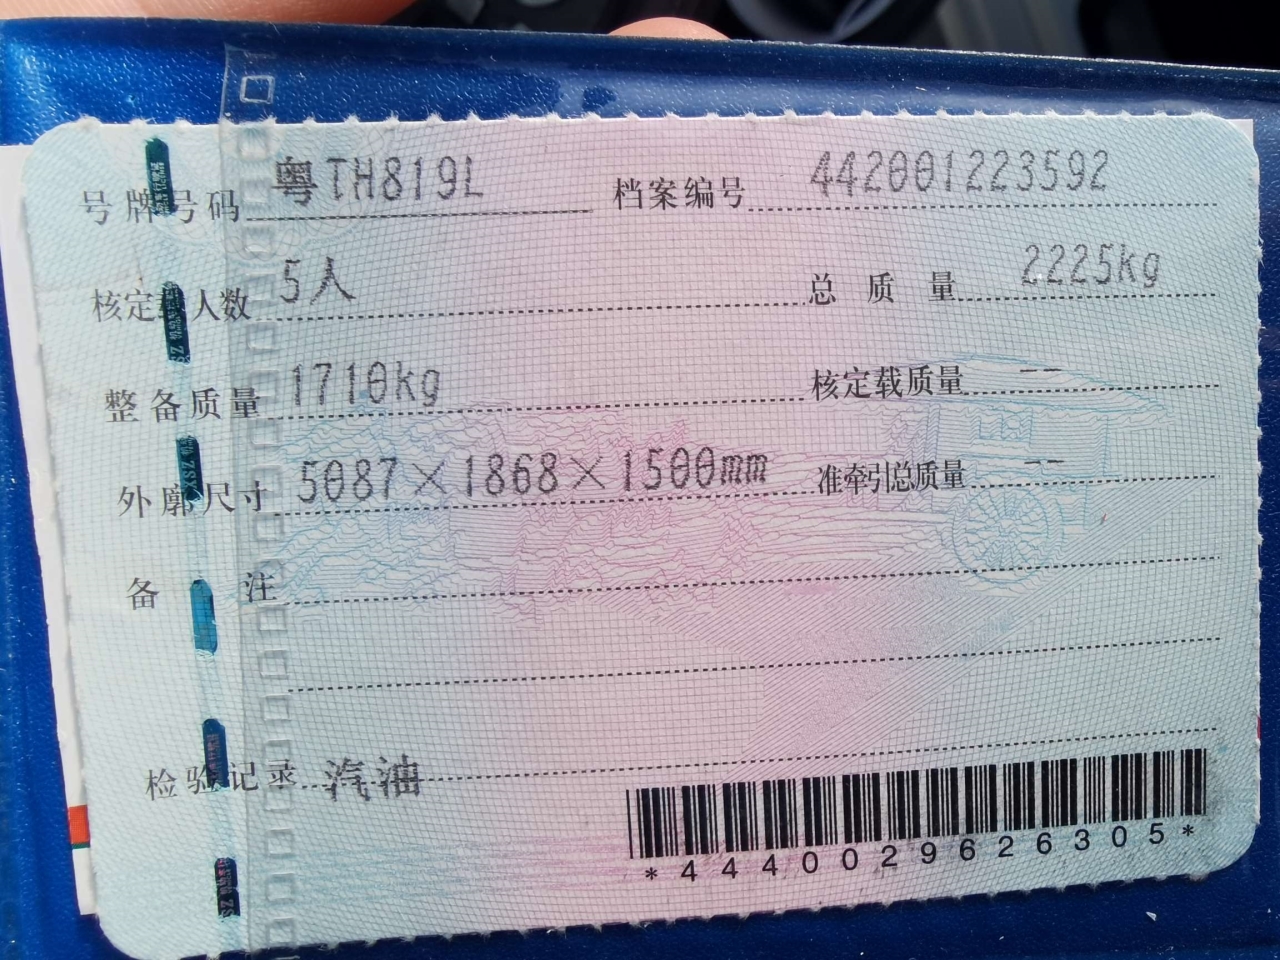 号牌号码 粤TH819L 档案编号 442001223592
核定载人数 5人 总质量 2225kg
整备质量 1710kg 核定载质量 --
外廓尺寸 5087×1868×1500mm 准牵引总质量 --
备注
检验记录 汽油
*4440029626305*